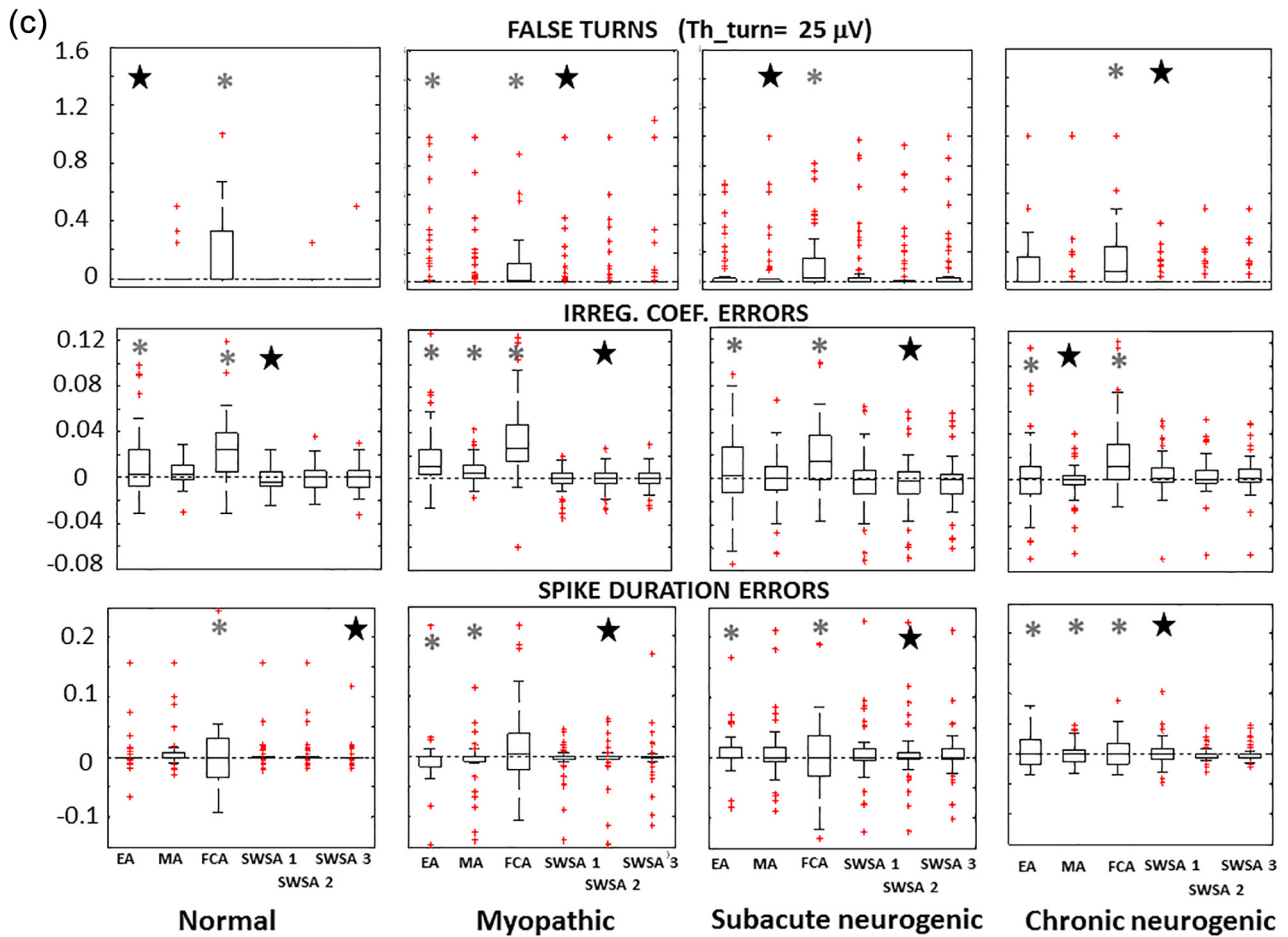 (c)
FALSE TURNS (Th_turn= 25 µV)
1.6
1.2
0.8
0.4
0
IRREG. COEF. ERRORS
0.12
0.08
0.04
0
-0.04
-0.08
SPIKE DURATION ERRORS
0.2
0.1
0
-0.1
EA MA FCA SWSA 1 SWSA 3 EA MA FCA SWSA 1 SWSA 3 EA MA FCA SWSA 1 SWSA 3 EA MA FCA SWSA 1 SWSA 3
SWSA 2 SWSA 2 SWSA 2 SWSA 2
Normal Myopathic Subacute neurogenic Chronic neurogenic